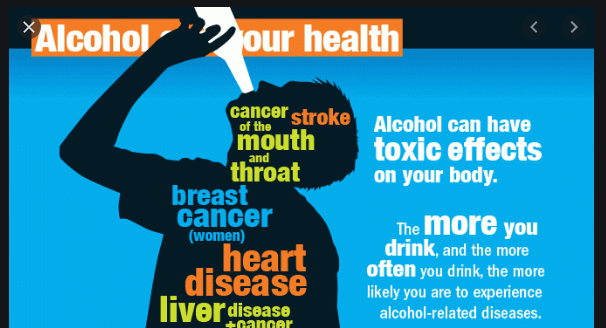 Alcohol your health
cancer
of the
mouth
and
throat
stroke
breast
cancer
(women)
heart
disease
liver disease
+cancer
Alcohol can have
toxic effects
on your body.
The more you
drink, and the more
often you drink, the more
likely you are to experience
alcohol-related diseases.